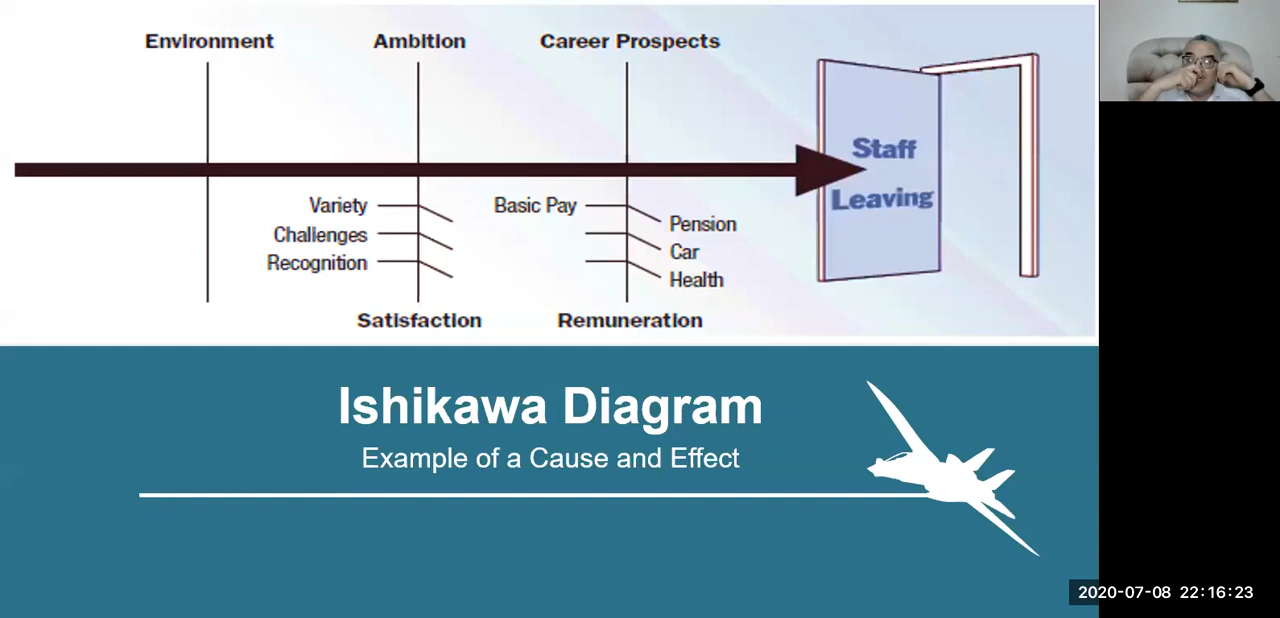 Environment
Ambition
Career Prospects
Staff
Leaving
Variety
Challenges
Recognition
Basic Pay
Pension
Car
Health
Satisfaction
Remuneration
Ishikawa Diagram
Example of a Cause and Effect
2020-07-08 22:16:23